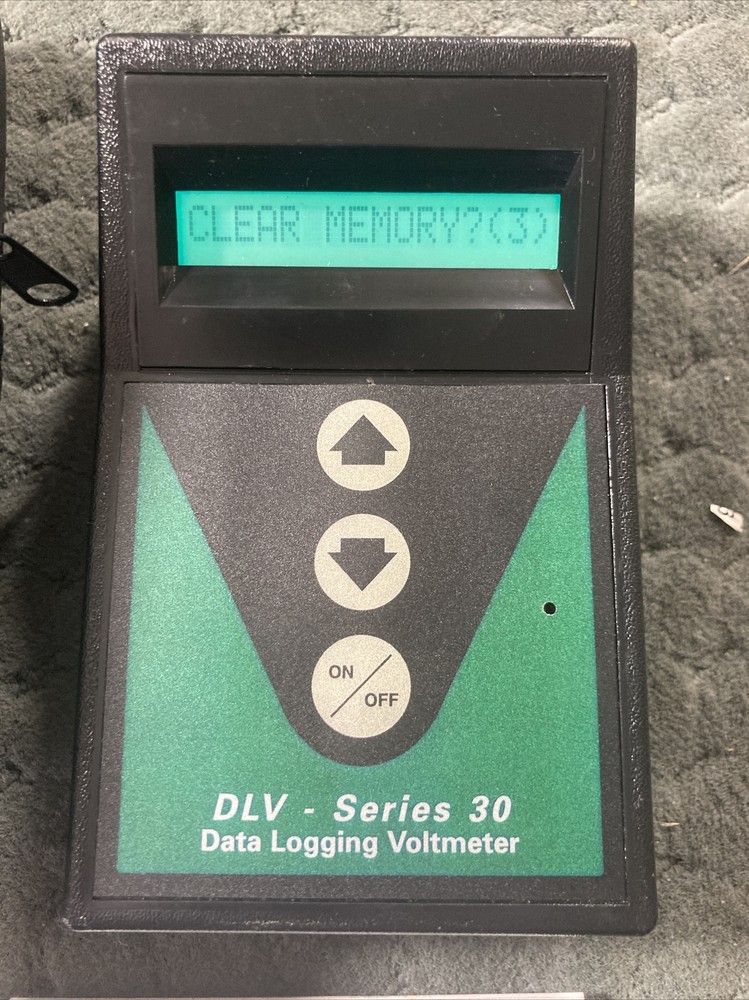 CLEAR MEMORY?(3)
ON
OFF
DLV - Series 30
Data Logging Voltmeter